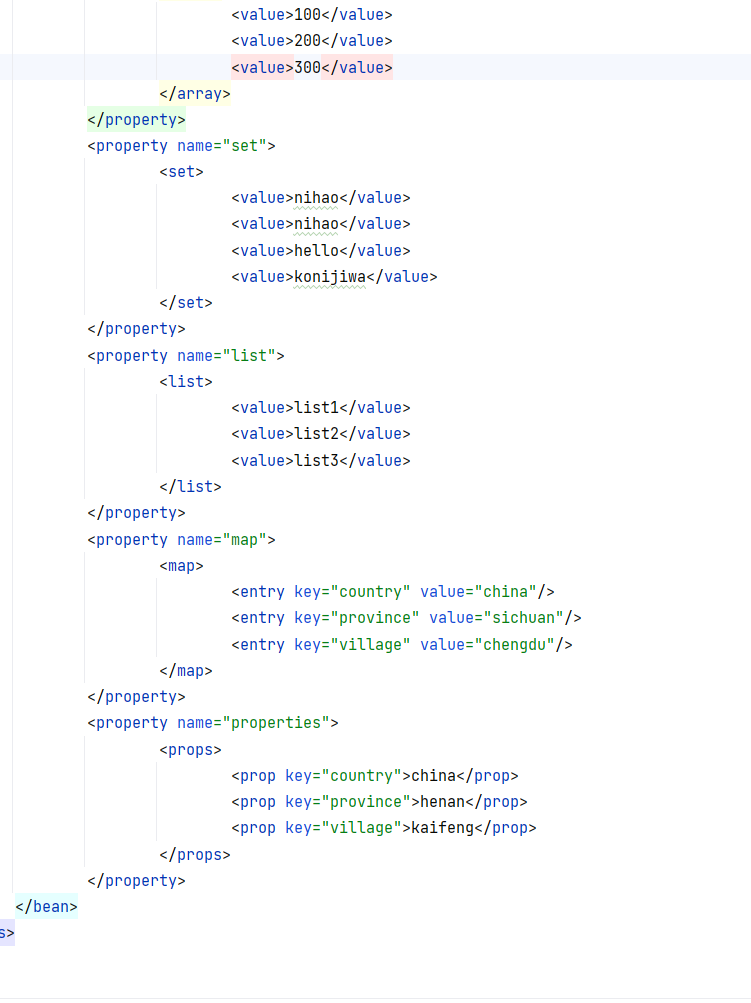 <value>100</value>
<value>200</value>
<value>300</value>
</array>
</property>
<property name="set">
<set>
<value>nihao</value>
<value>nihao</value>
<value>hello</value>
<value>konijiwa</value>
</set>
</property>
<property name="list">
<list>
<value>list1</value>
<value>list2</value>
<value>list3</value>
</list>
</property>
<property name="map">
<map>
<entry key="country" value="china"/>
<entry key="province" value="sichuan"/>
<entry key="village" value="chengdu"/>
</map>
</property>
<property name="properties">
<props>
<prop key="country">china</prop>
<prop key="province">henan</prop>
<prop key="village">kaifeng</prop>
</props>
</property>
</bean>
s>